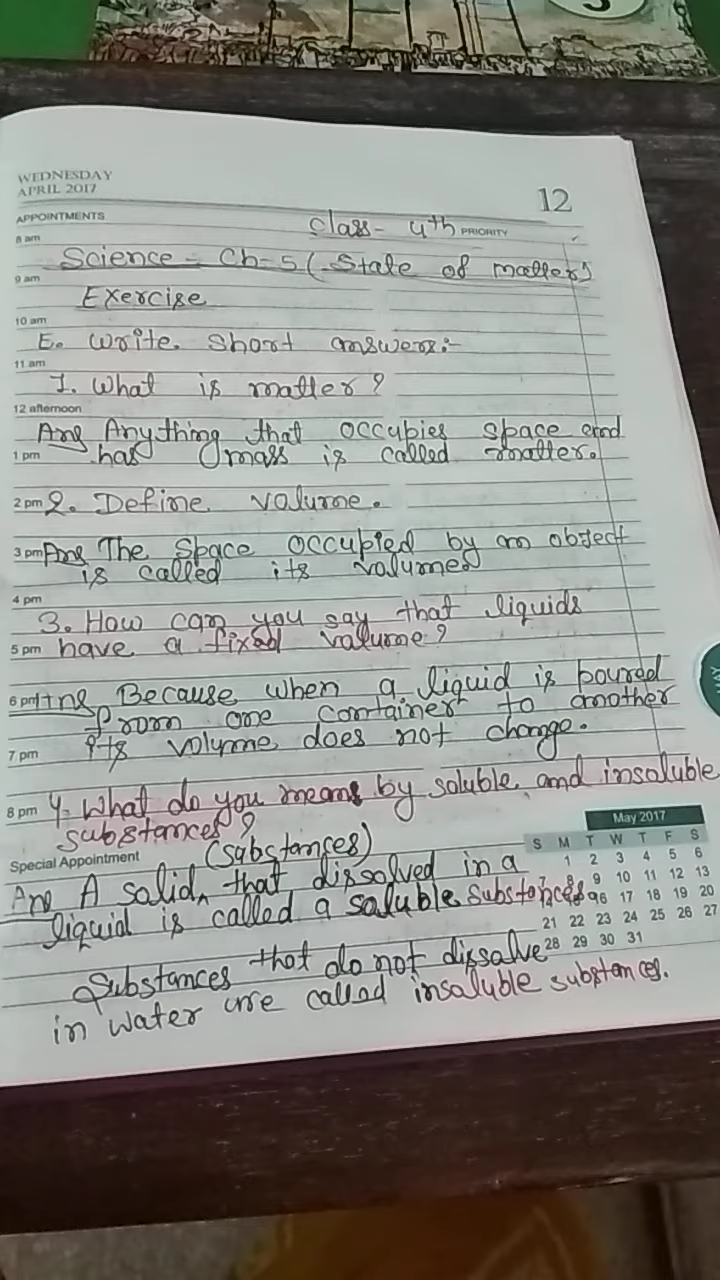 WEDNESDAY
APRIL 2017
12
APPOINTMENTS
Class - 4th PRIORITY
8 am
Science - Ch-5 (State of matter)
9 am
Exercise
10 am
E. Write short answers:-
11 am
1. What is matter?
12 afternoon
Ans Anything that occupies space and
1 pm has mass is called matter.
2 pm 2. Define volume.
3 pm Ans The Space occupied by an object
is called its volume
4 pm
3. How can you say that liquids
5 pm have a fixed volume?
6 pm Ans Because when a liquid is poured
from one container to another
7 pm its volume does not change.
8 pm 4. What do you means by soluble and insoluble
substances?
May 2017
Special Appointment (substances)
S M T W T F S
1 2 3 4 5 6
Ans A solid that dissolved in a
7 8 9 10 11 12 13
liquid is called a soluble substances
16 17 18 19 20
21 22 23 24 25 26 27
Substances that do not dissolve
28 29 30 31
in water are called insoluble substances.